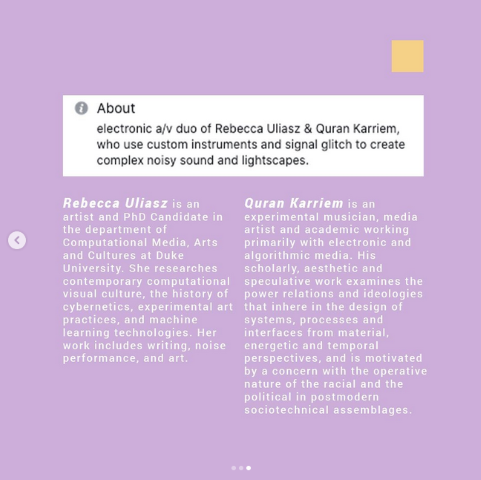 About
electronic a/v duo of Rebecca Uliasz & Quran Karriem,
who use custom instruments and signal glitch to create
complex noisy sound and lightscapes.
Rebecca Uliasz is an
artist and PhD Candidate in
the department of
Computational Media, Arts
and Cultures at Duke
University. She researches
contemporary computational
visual culture, the history of
cybernetics, experimental art
practices, and machine
learning technologies. Her
work includes writing, noise
performance, and art.
Quran Karriem is an
experimental musician, media
artist and academic working
primarily with electronic and
algorithmic media. His
scholarly, aesthetic and
speculative work examines the
power relations and ideologies
that inhere in the design of
systems, processes and
interfaces from material,
energetic and temporal
perspectives, and is motivated
by a concern with the operative
nature of the racial and the
political in postmodern
sociotechnical assemblages.